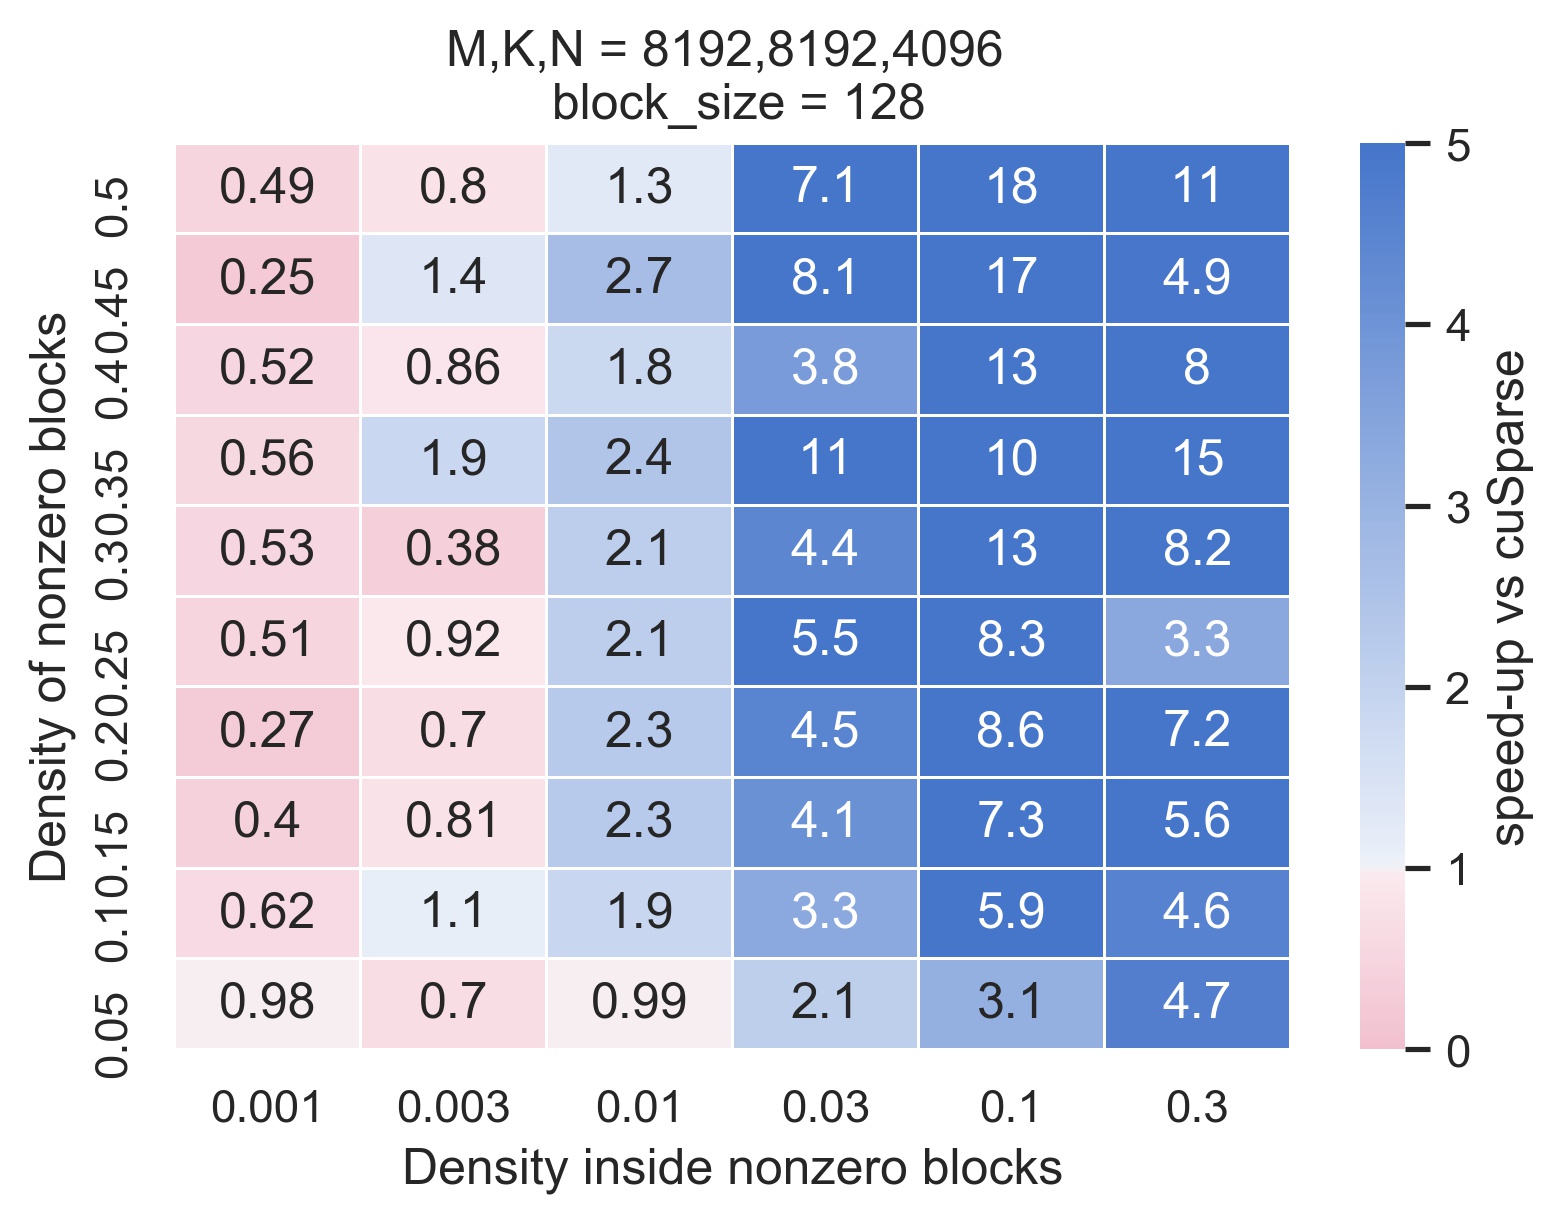 M,K,N = 8192,8192,4096
block_size = 128
Density of nonzero blocks
0.5 0.49 0.8 1.3 7.1 18 11
0.45 0.25 1.4 2.7 8.1 17 4.9
0.4 0.52 0.86 1.8 3.8 13 8
0.35 0.56 1.9 2.4 11 10 15
0.30 0.53 0.38 2.1 4.4 13 8.2
0.25 0.51 0.92 2.1 5.5 8.3 3.3
0.20 0.27 0.7 2.3 4.5 8.6 7.2
0.15 0.4 0.81 2.3 4.1 7.3 5.6
0.10 0.62 1.1 1.9 3.3 5.9 4.6
0.05 0.98 0.7 0.99 2.1 3.1 4.7
0.001 0.003 0.01 0.03 0.1 0.3
Density inside nonzero blocks
5
4
3
2
1
0
speed-up vs cuSparse